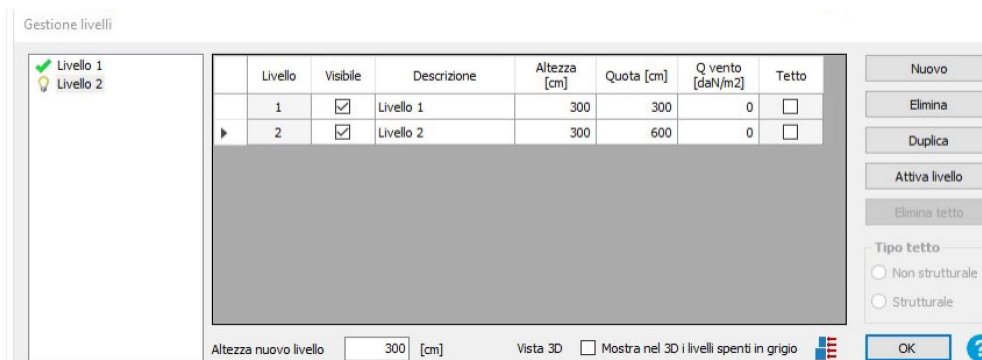 Gestione livelli
Livello 1
Livello 2
Livello Visibile Descrizione Altezza [cm] Quota [cm] Q vento [daN/m2] Tetto
1 Livello 1 300 300 0
2 Livello 2 300 600 0
Nuovo
Elimina
Duplica
Attiva livello
Elimina tetto
Tipo tetto
Non strutturale
Strutturale
Altezza nuovo livello 300 [cm] Vista 3D Mostra nel 3D i livelli spenti in grigio OK ?